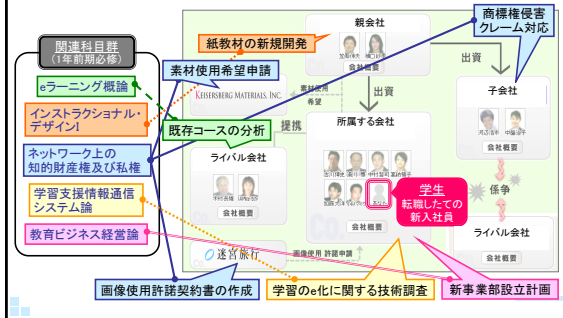 関連科目群
(1年前期必修)
eラーニング概論
インストラクショナル・
デザインI
ネットワーク上の
知的財産権及び私権
学習支援情報通信
システム論
教育ビジネス経営論
紙教材の新規開発
親会社
会社概要
商標権侵害
クレーム対応
素材使用希望申請
KEISERSBERG MATERIALS, INC.
素材使用
希望
出資
出資
子会社
会社概要
既存コースの分析
提携
所属する会社
ライバル会社
会社概要
あなた
会社概要
学生
転職したての
新入社員
係争
ライバル会社
会社概要
迷宮旅行
画像使用 許諾申請
画像使用許諾契約書の作成
学習のe化に関する技術調査
新事業部設立計画